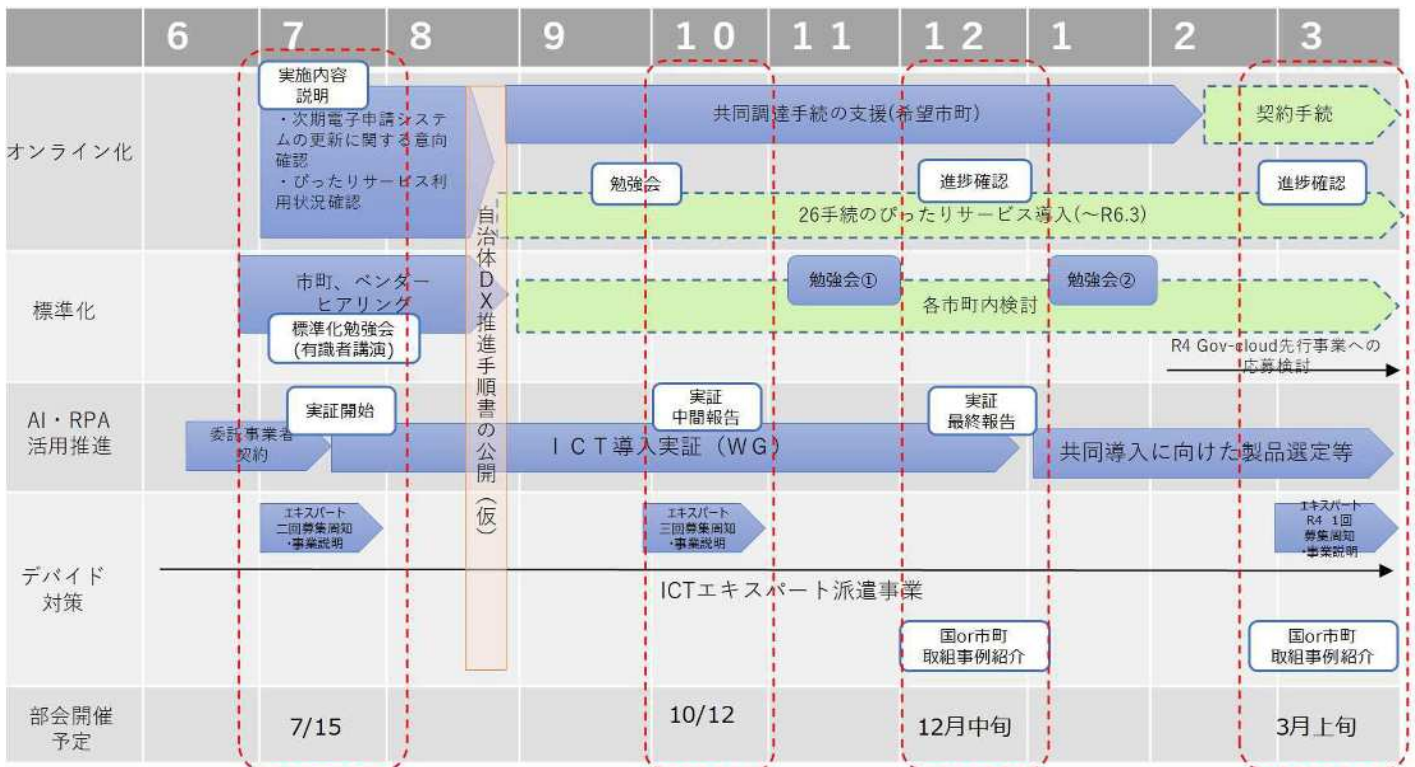 6 7 8 9 10 11 12 1 2 3
オンライン化
実施内容
説明
・次期電子申請システ
ムの更新に関する意向
確認
・ぴったりサービス利
用状況確認
共同調達手続の支援(希望市町)
契約手続
勉強会
進捗確認
進捗確認
26手続のぴったりサービス導入(～R6.3)
自治体DX推進手順書の公開(仮)
標準化
市町、ベンダー
ヒアリング
標準化勉強会
(有識者講演)
勉強会①
勉強会②
各市町内検討
R4 Gov-cloud先行事業への
応募検討
AI・RPA
活用推進
委託事業者
契約
実証開始
実証
中間報告
実証
最終報告
ICT導入実証(WG)
共同導入に向けた製品選定等
デバイド
対策
エキスパート
二回募集周知
・事業説明
エキスパート
三回募集周知
・事業説明
エキスパート
R4 1回
募集周知
・事業説明
ICTエキスパート派遣事業
国or市町
取組事例紹介
国or市町
取組事例紹介
部会開催
予定
7/15
10/12
12月中旬
3月上旬